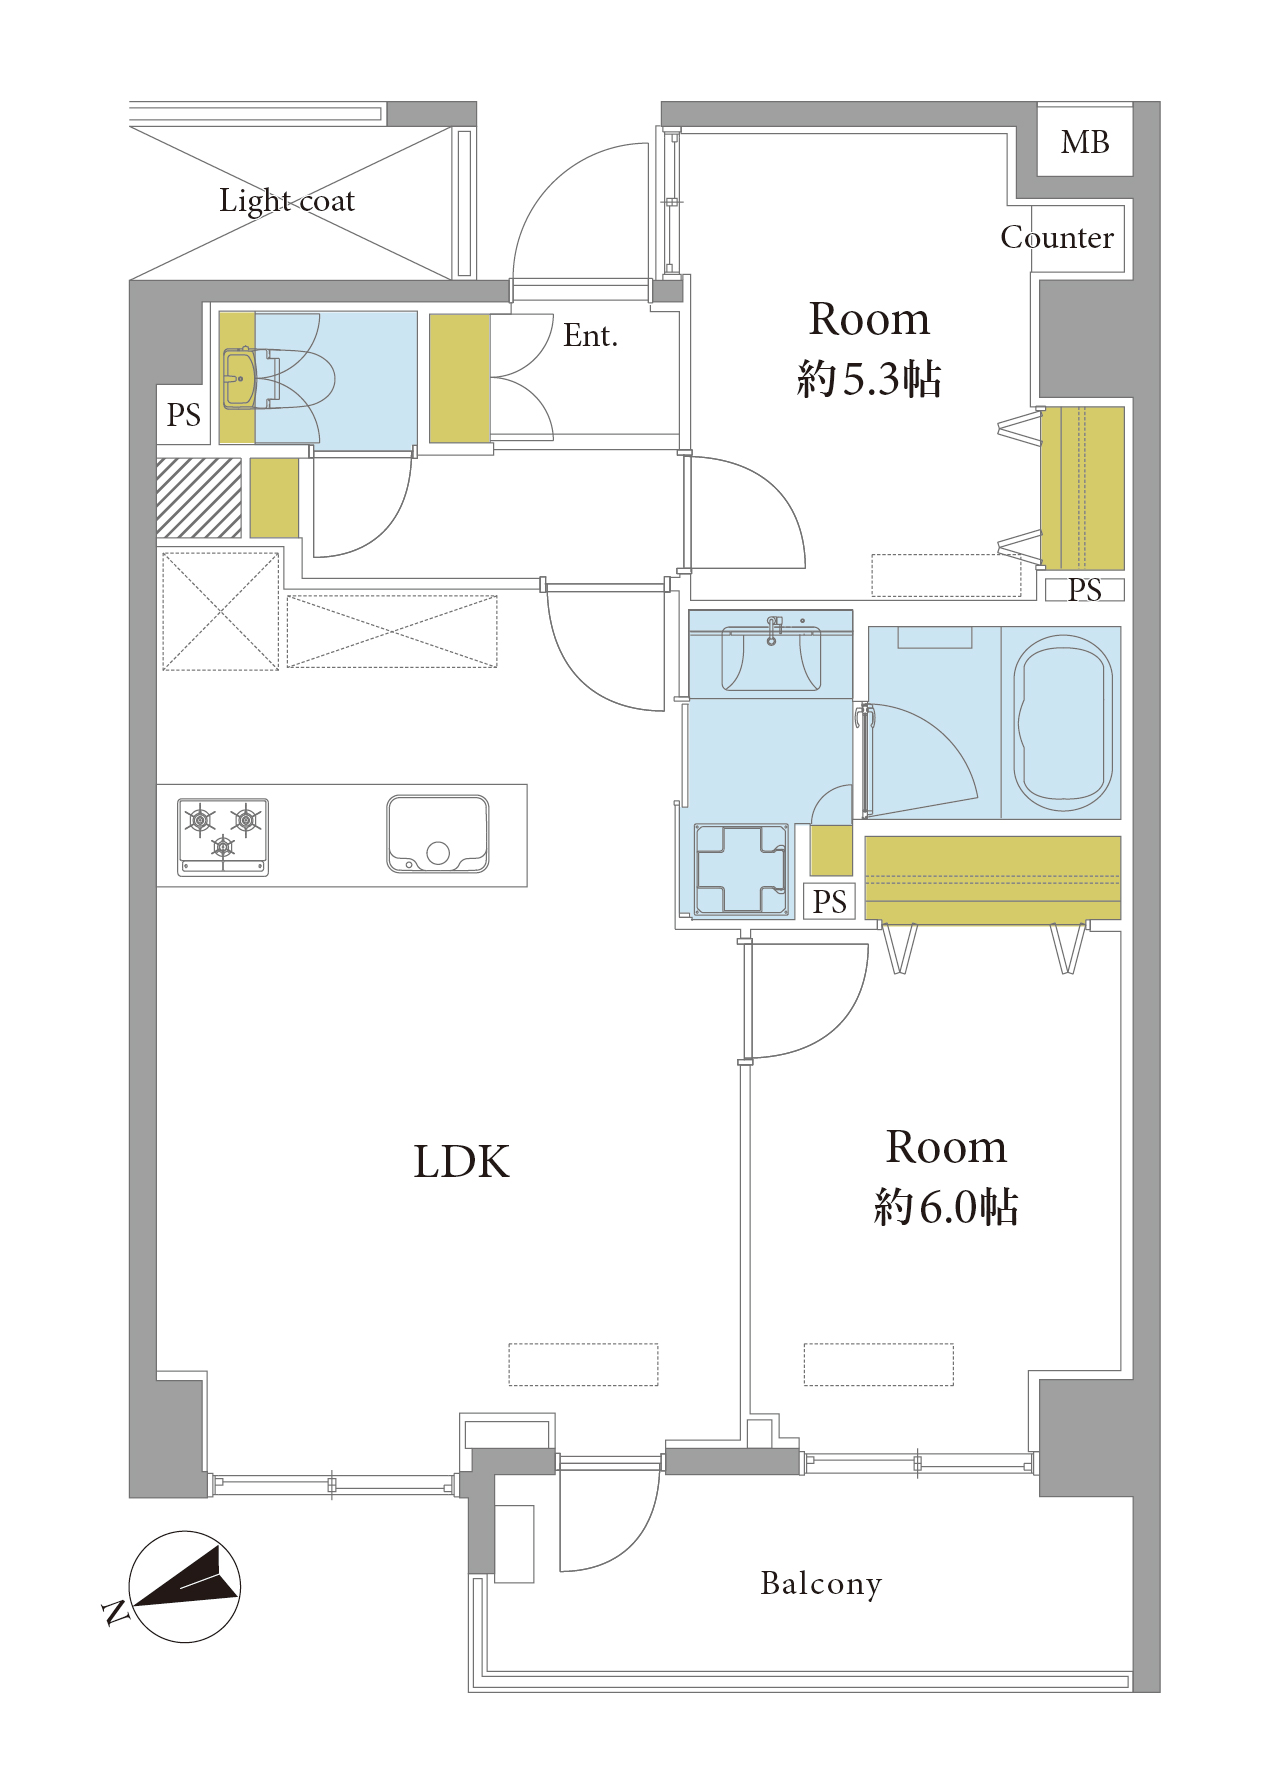 MB
Light coat
Counter
Room
約5.3帖
Ent.
PS
PS
PS
LDK
Room
約6.0帖
Balcony
N